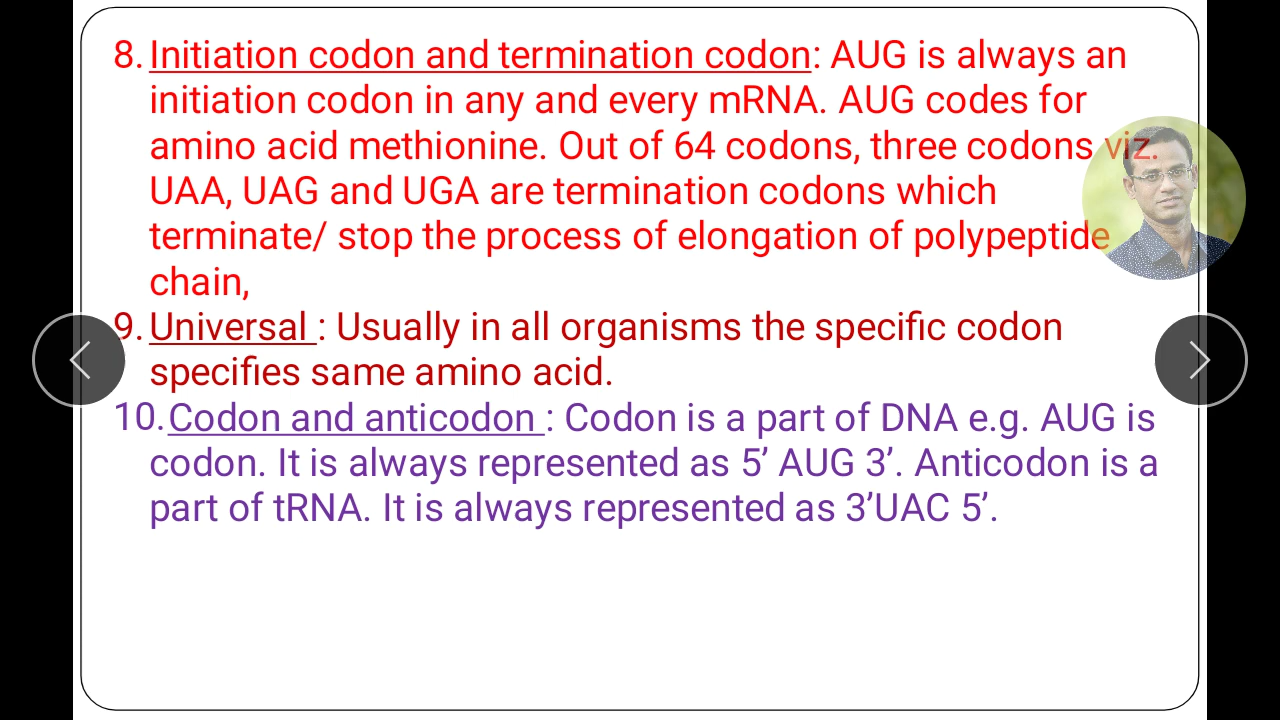 8. Initiation codon and termination codon: AUG is always an
initiation codon in any and every mRNA. AUG codes for
amino acid methionine. Out of 64 codons, three codons viz.
UAA, UAG and UGA are termination codons which
terminate/ stop the process of elongation of polypeptide
chain,
9. Universal : Usually in all organisms the specific codon
specifies same amino acid.
10. Codon and anticodon : Codon is a part of DNA e.g. AUG is
codon. It is always represented as 5’ AUG 3’. Anticodon is a
part of tRNA. It is always represented as 3’UAC 5’.